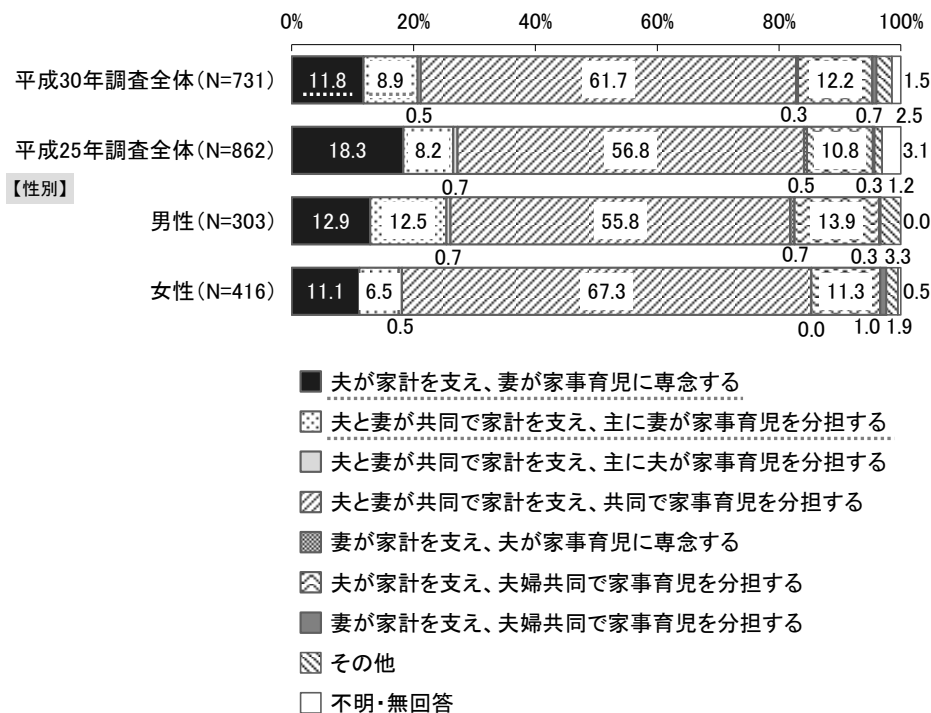 0% 20% 40% 60% 80% 100%
平成30年調査全体(N=731) 11.8 8.9 61.7 12.2 1.5
0.5 0.3 0.7 2.5
平成25年調査全体(N=862) 18.3 8.2 56.8 10.8 3.1
0.7 0.5 0.3 1.2
【性別】
男性(N=303) 12.9 12.5 55.8 13.9 0.0
0.7 0.7 0.3 3.3
女性(N=416) 11.1 6.5 67.3 11.3 0.5
0.5 0.0 1.0 1.9
夫が家計を支え、妻が家事育児に専念する
夫と妻が共同で家計を支え、主に妻が家事育児を分担する
夫と妻が共同で家計を支え、主に夫が家事育児を分担する
夫と妻が共同で家計を支え、共同で家事育児を分担する
妻が家計を支え、夫が家事育児に専念する
夫が家計を支え、夫婦共同で家事育児を分担する
妻が家計を支え、夫婦共同で家事育児を分担する
その他
不明・無回答